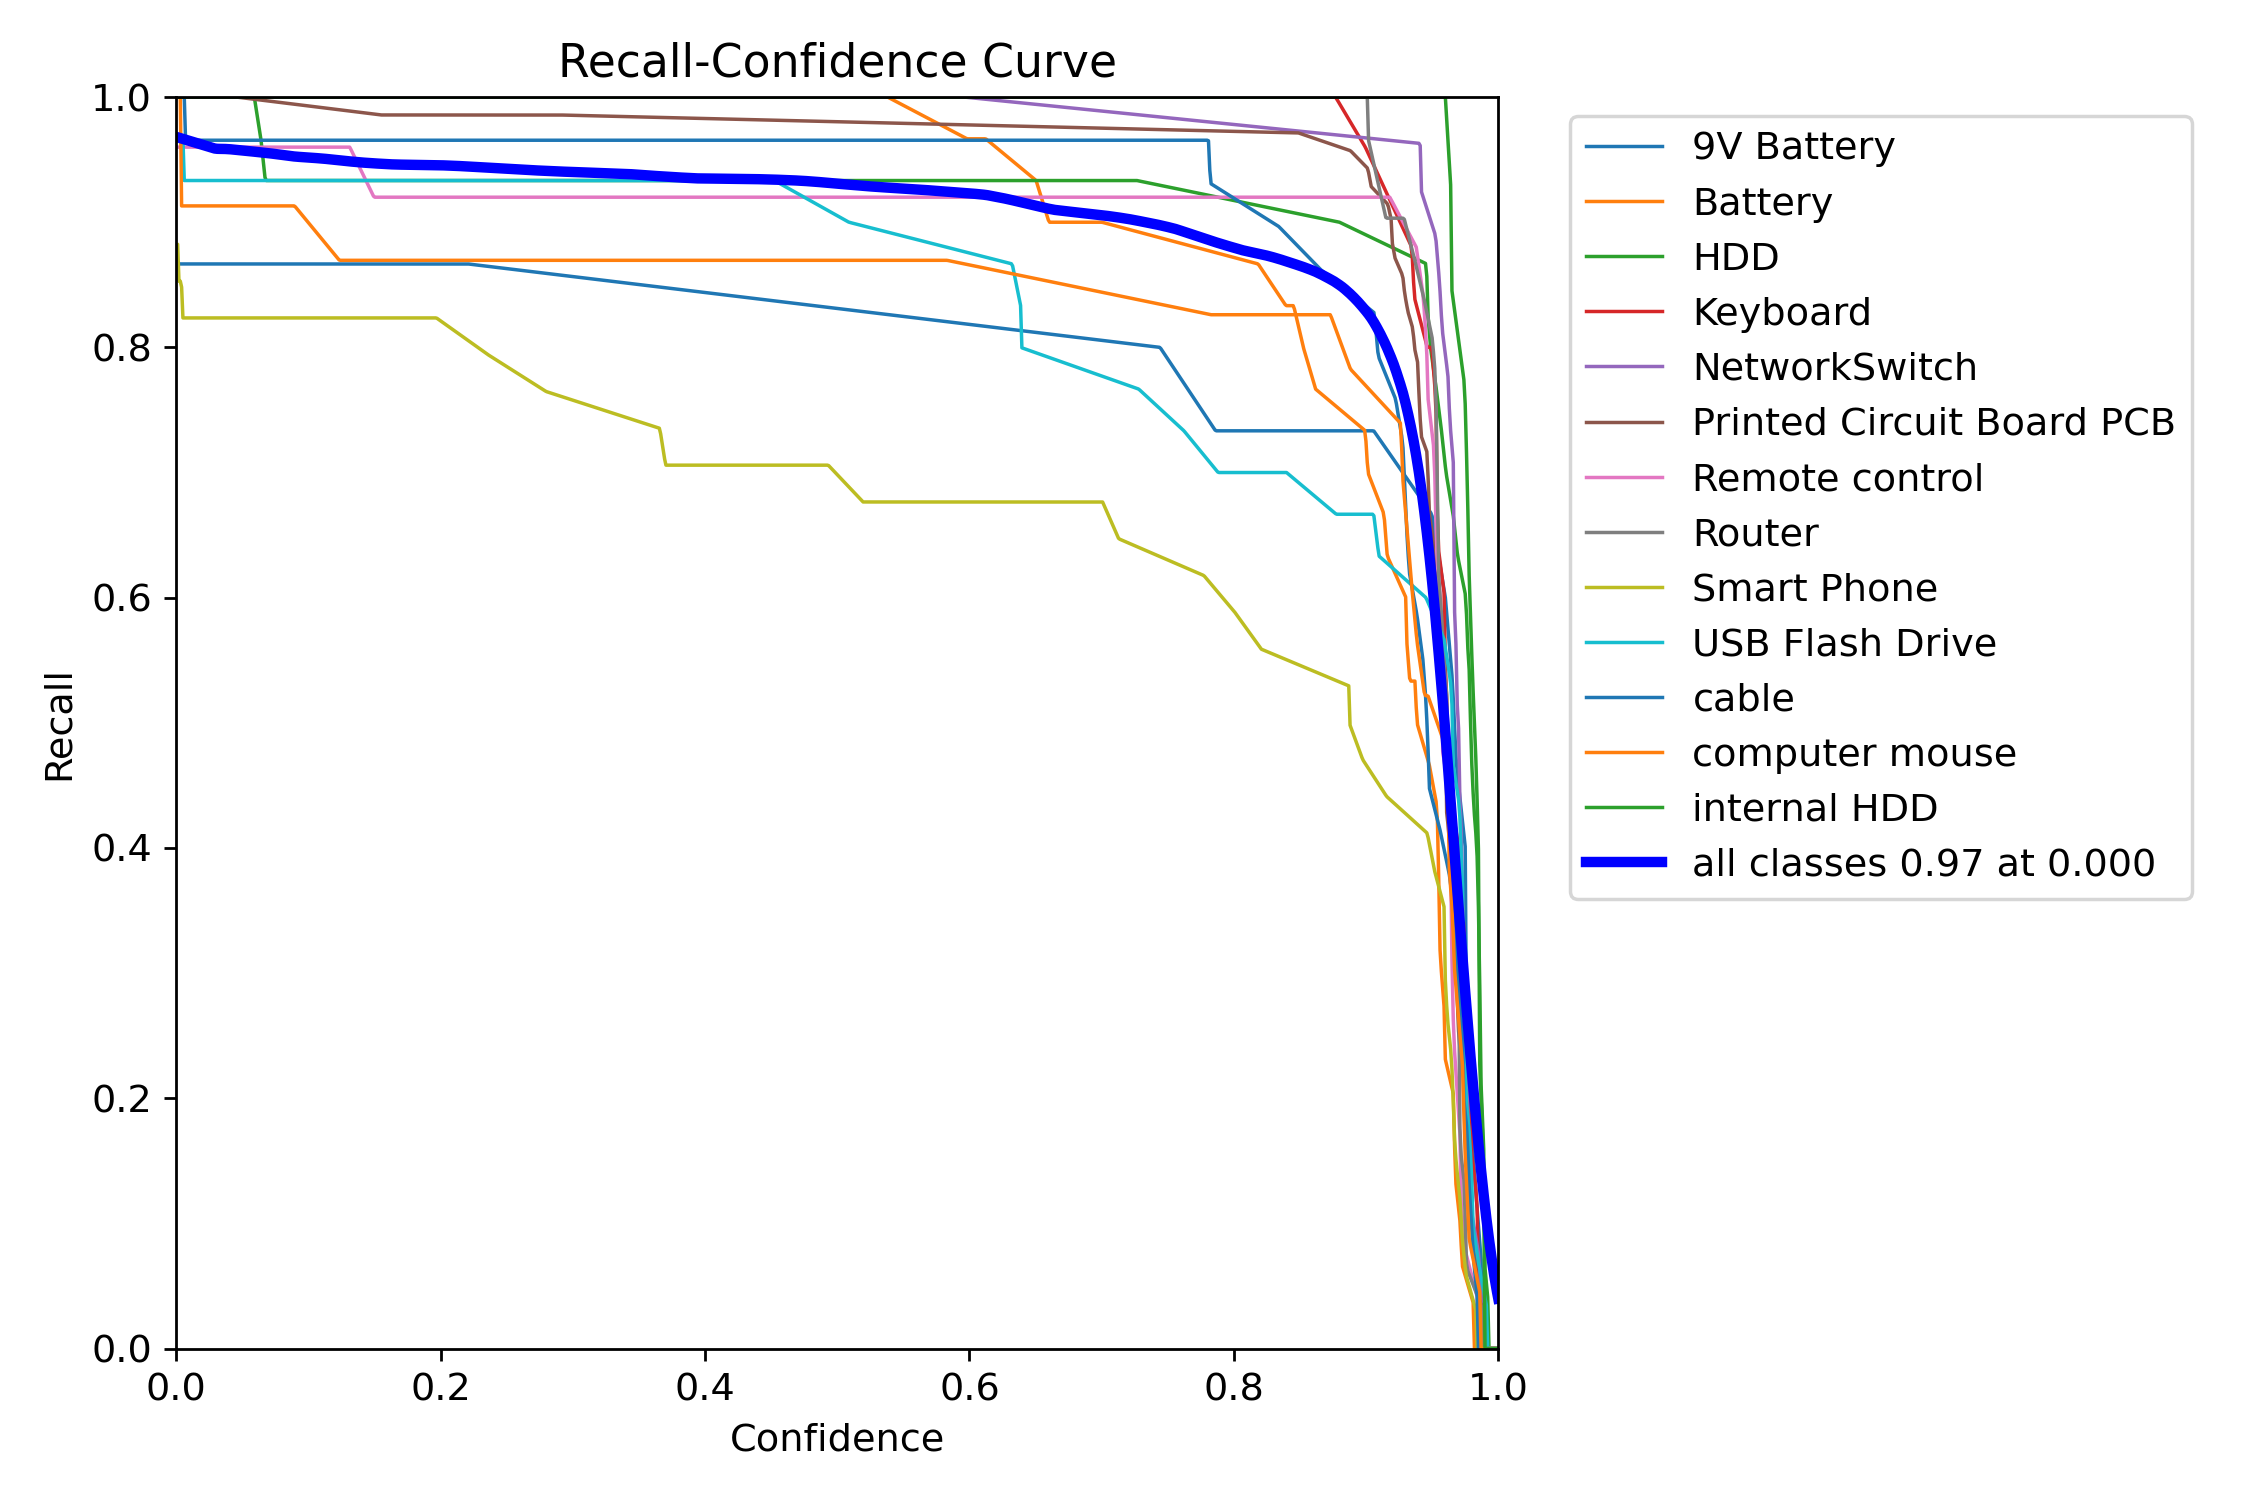 Recall-Confidence Curve
1.0
0.8
0.6
0.4
0.2
0.0
Recall
0.0 0.2 0.4 0.6 0.8 1.0
Confidence
9V Battery
Battery
HDD
Keyboard
NetworkSwitch
Printed Circuit Board PCB
Remote control
Router
Smart Phone
USB Flash Drive
cable
computer mouse
internal HDD
all classes 0.97 at 0.000